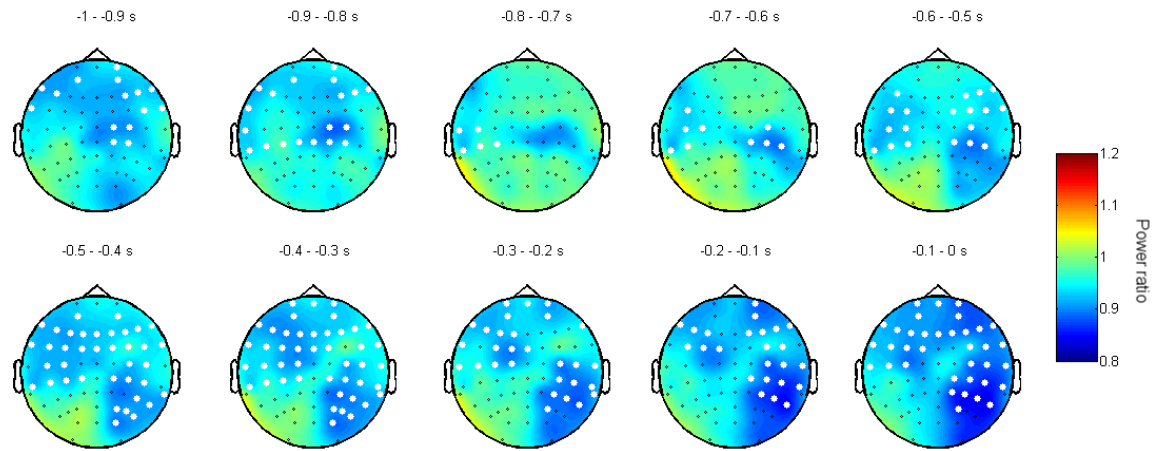 -1 - -0.9 s
-0.9 - -0.8 s
-0.8 - -0.7 s
-0.7 - -0.6 s
-0.6 - -0.5 s
-0.5 - -0.4 s
-0.4 - -0.3 s
-0.3 - -0.2 s
-0.2 - -0.1 s
-0.1 - 0 s
1.2
1.1
1
0.9
0.8
Power ratio